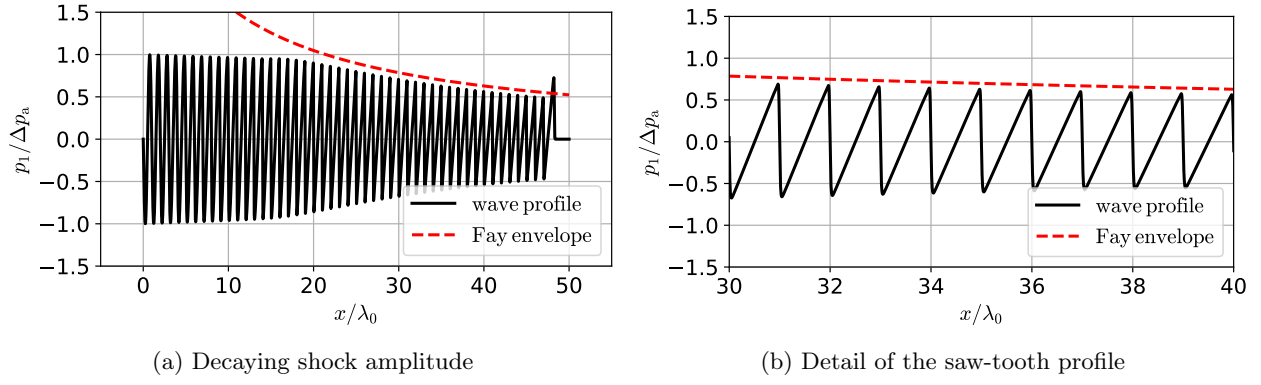 1.5
1.0
0.5
0.0
−0.5
−1.0
−1.5
p₁/Δpₐ
0 10 20 30 40 50
x/λ₀
wave profile
Fay envelope
(a) Decaying shock amplitude
1.5
1.0
0.5
0.0
−0.5
−1.0
−1.5
p₁/Δpₐ
30 32 34 36 38 40
x/λ₀
wave profile
Fay envelope
(b) Detail of the saw-tooth profile